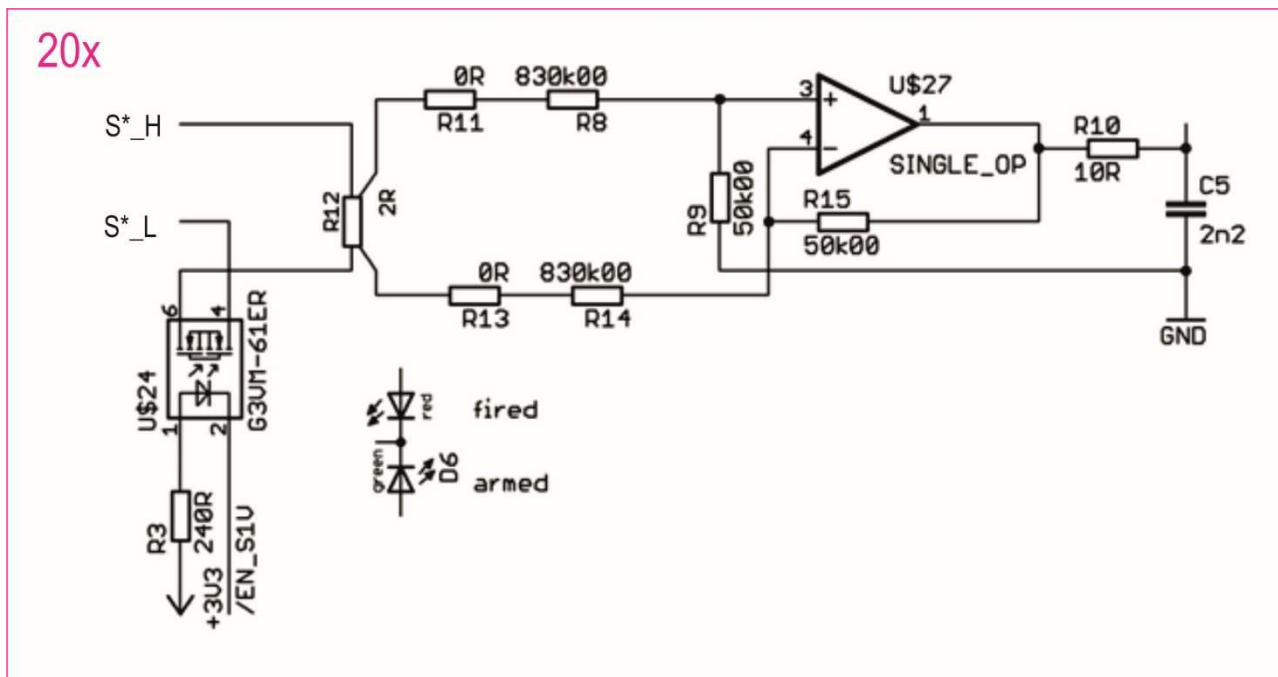 20x
0R 830k00
R11 R8
S*_H
S*_L
R12
2R
3
+
4
-
1
U$27
SINGLE_OP
R10
10R
C5
2n2
R9
50k00
R15
50k00
0R 830k00
R13 R14
GND
6
4
U$24
G3VM-61ER
1
2
R3
240R
+3V3
/EN_S1V
red
fired
green
D6
armed